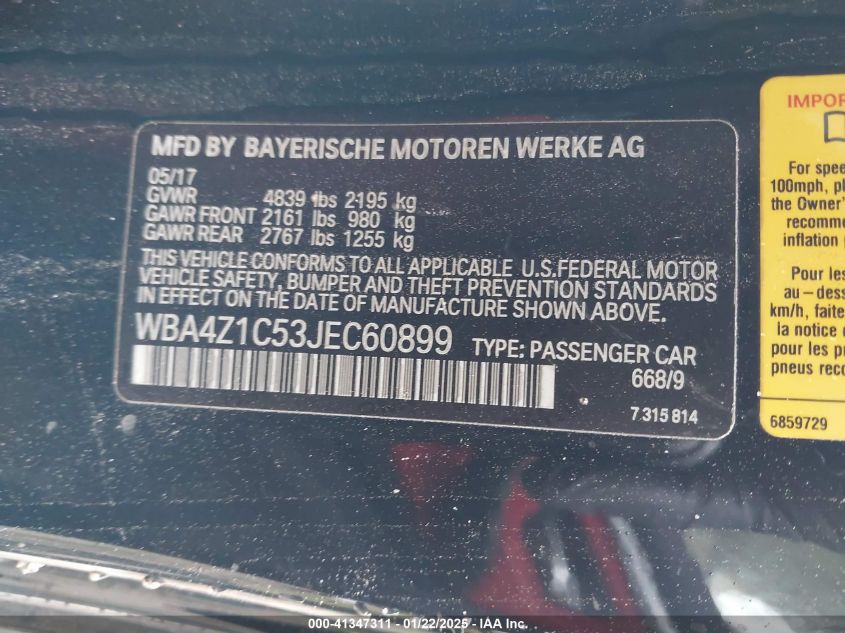 MFD BY BAYERISCHE MOTOREN WERKE AG
05/17
GVWR 4839 lbs 2195 kg
GAWR FRONT 2161 lbs 980 kg
GAWR REAR 2767 lbs 1255 kg
THIS VEHICLE CONFORMS TO ALL APPLICABLE U.S.FEDERAL MOTOR
VEHICLE SAFETY, BUMPER AND THEFT PREVENTION STANDARDS
IN EFFECT ON THE DATE OF MANUFACTURE SHOWN ABOVE.
WBA4Z1C53JEC60899 TYPE: PASSENGER CAR
668/9
7 315 814
IMPOR
For spee
100mph, pl
the Owner'
recomme
inflation
Pour les
au–dess
km/h, faite
la notice
pour les p
pneus reco
6859729
000-41347311 - 01/22/2025 - IAA Inc.